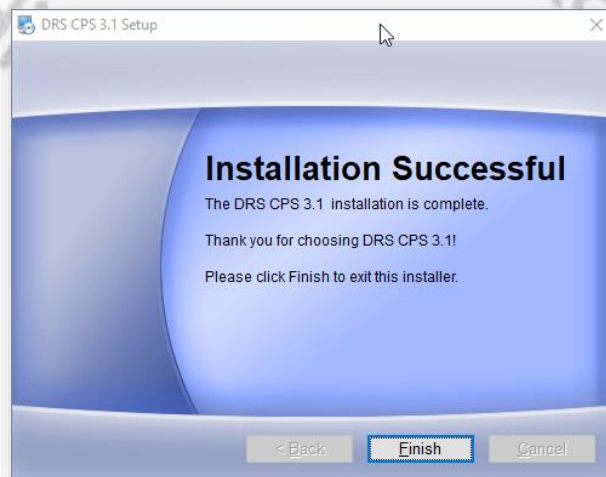 DRS CPS 3.1 Setup
Installation Successful
The DRS CPS 3.1 installation is complete.
Thank you for choosing DRS CPS 3.1!
Please click Finish to exit this installer.
< Back Finish Cancel